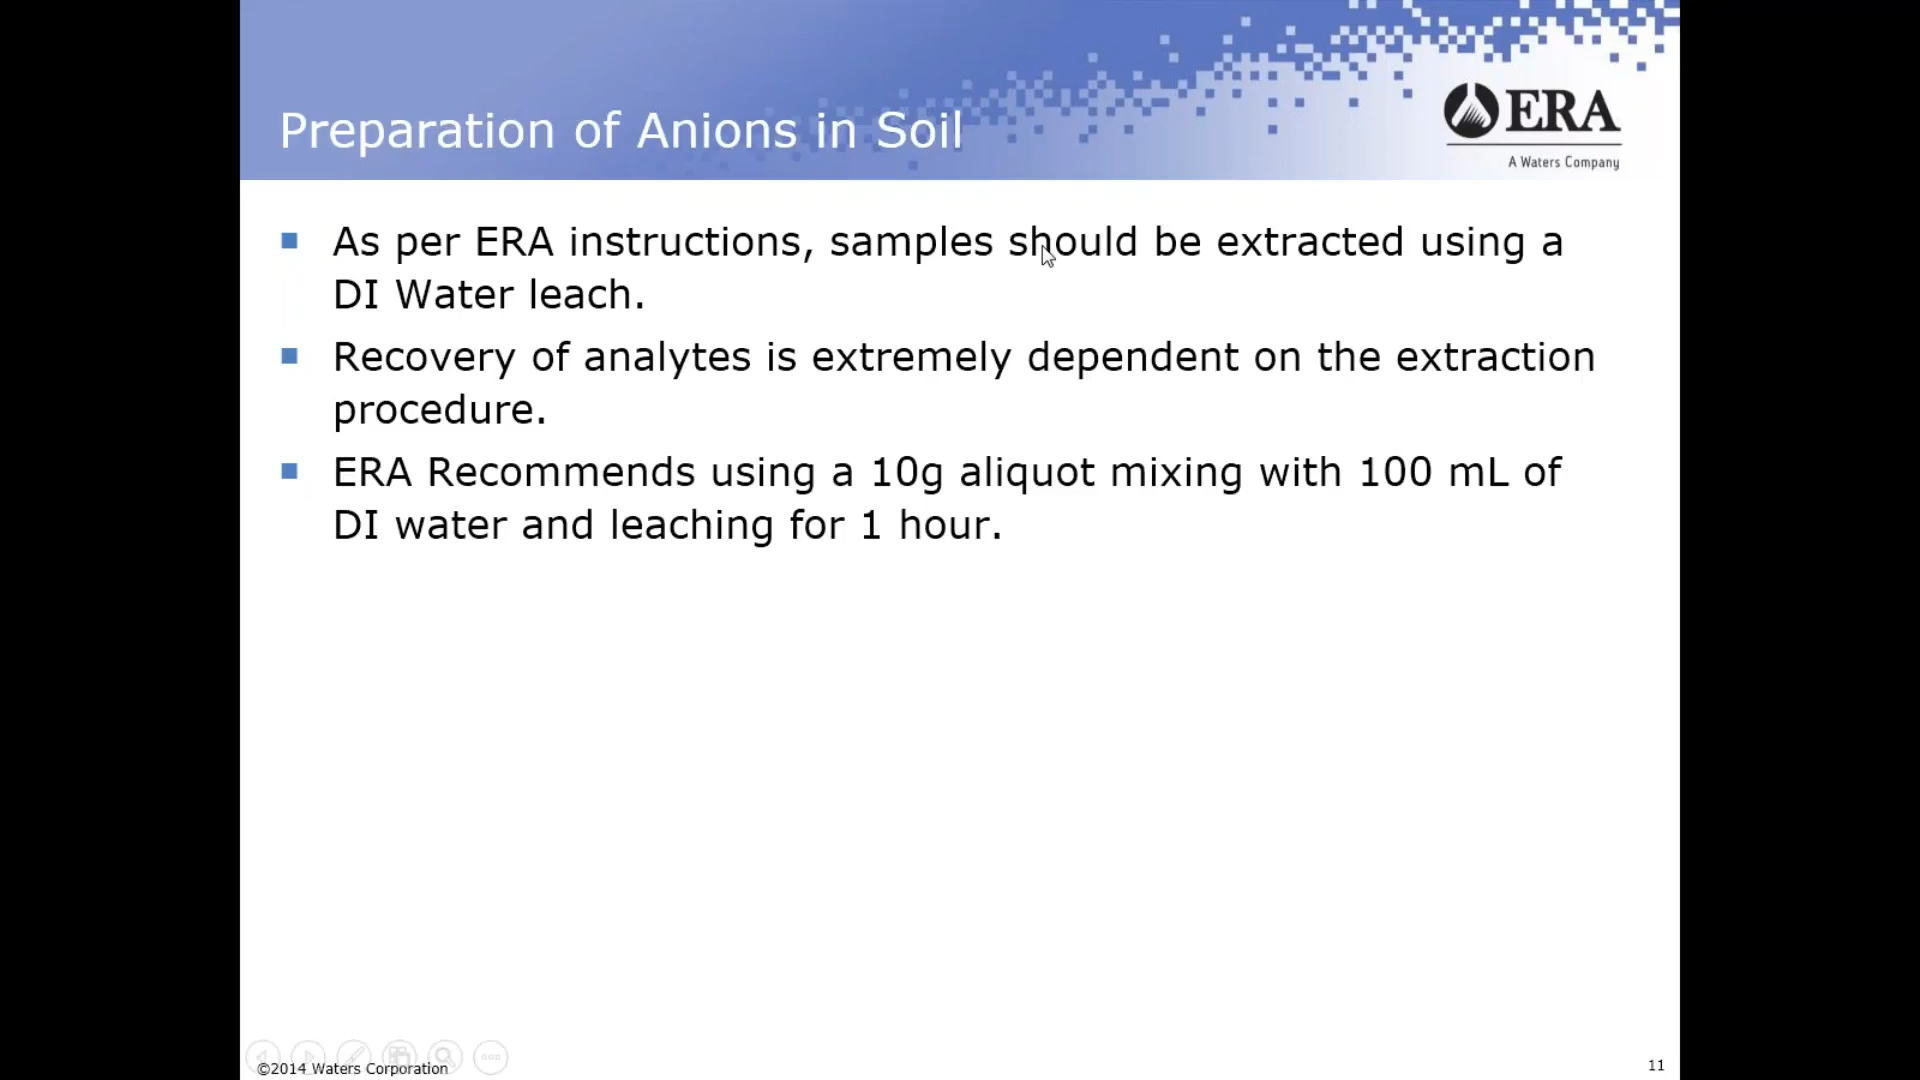 Preparation of Anions in Soil
ERA
A Waters Company
As per ERA instructions, samples should be extracted using a
DI Water leach.
Recovery of analytes is extremely dependent on the extraction
procedure.
ERA Recommends using a 10g aliquot mixing with 100 mL of
DI water and leaching for 1 hour.
©2014 Waters Corporation
11